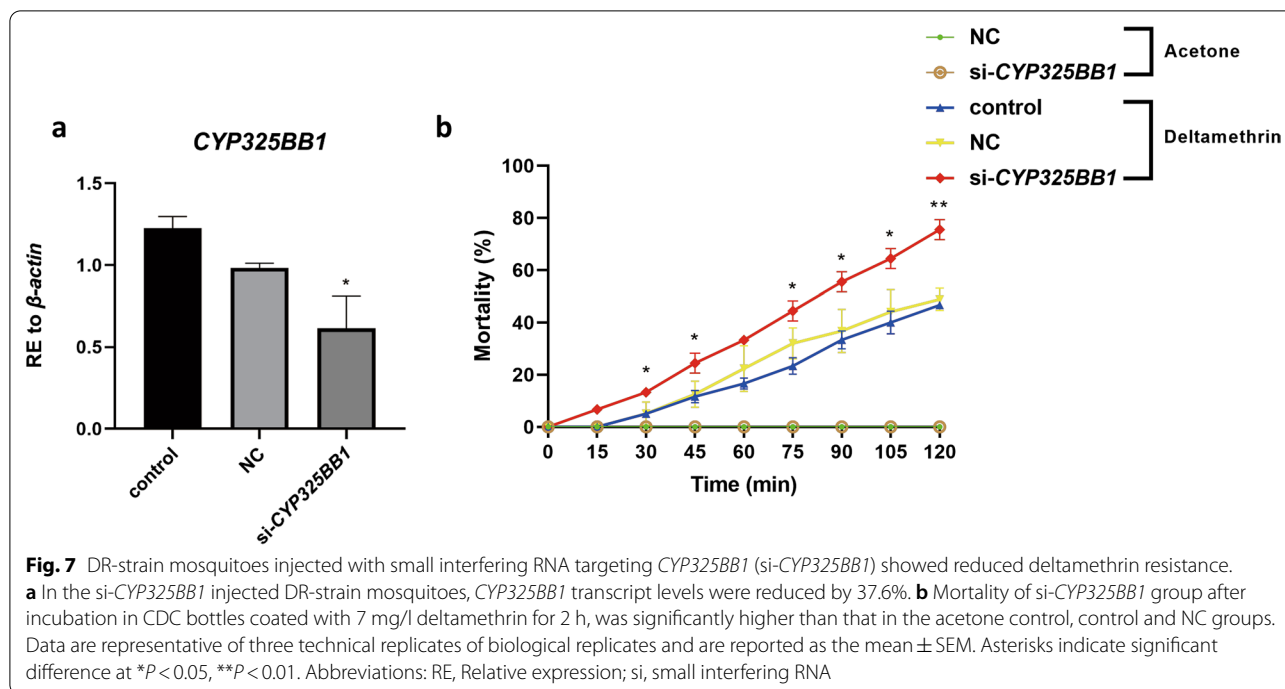 NC
si-CYP325BB1
Acetone
control
NC
si-CYP325BB1
Deltamethrin
a
CYP325BB1
RE to β-actin
1.5
1.0
0.5
0.0
*
control
NC
si-CYP325BB1
b
Mortality (%)
100
80
60
40
20
0
* * * * * **
0 15 30 45 60 75 90 105 120
Time (min)
Fig. 7 DR-strain mosquitoes injected with small interfering RNA targeting CYP325BB1 (si-CYP325BB1) showed reduced deltamethrin resistance.
a In the si-CYP325BB1 injected DR-strain mosquitoes, CYP325BB1 transcript levels were reduced by 37.6%. b Mortality of si-CYP325BB1 group after
incubation in CDC bottles coated with 7 mg/l deltamethrin for 2 h, was significantly higher than that in the acetone control, control and NC groups.
Data are representative of three technical replicates of biological replicates and are reported as the mean ± SEM. Asterisks indicate significant
difference at *P < 0.05, **P < 0.01. Abbreviations: RE, Relative expression; si, small interfering RNA